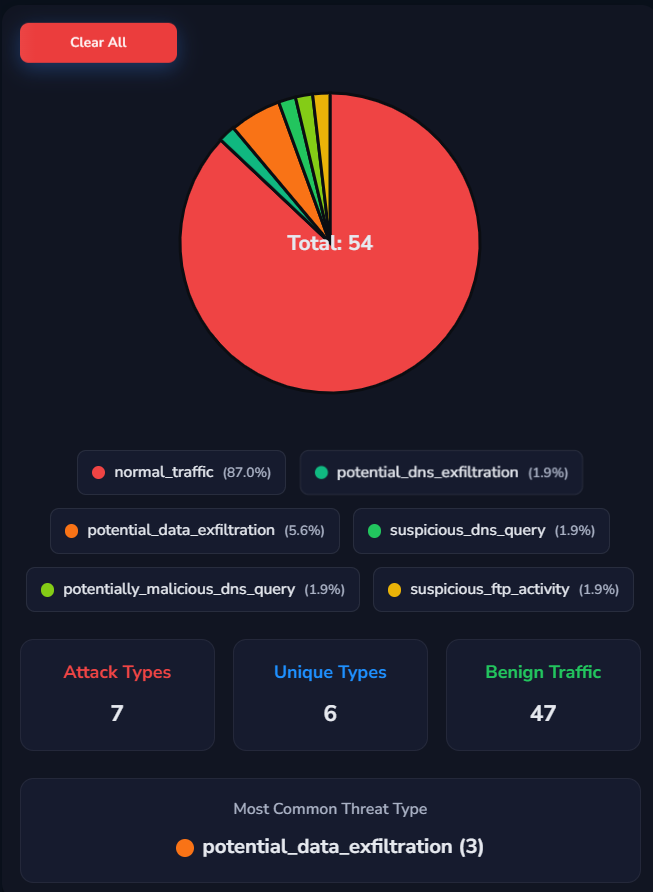 Clear All
Total: 54
normal_traffic (87.0%) potential_dns_exfiltration (1.9%)
potential_data_exfiltration (5.6%) suspicious_dns_query (1.9%)
potentially_malicious_dns_query (1.9%) suspicious_ftp_activity (1.9%)
Attack Types Unique Types Benign Traffic
7 6 47
Most Common Threat Type
potential_data_exfiltration (3)